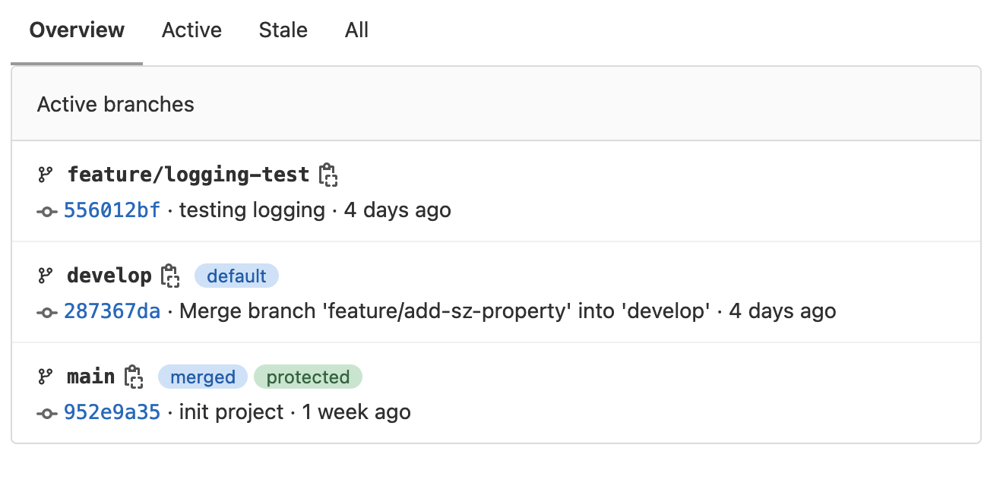 Overview Active Stale All
Active branches
feature/logging-test
556012bf · testing logging · 4 days ago
develop default
287367da · Merge branch 'feature/add-sz-property' into 'develop' · 4 days ago
main merged protected
952e9a35 · init project · 1 week ago